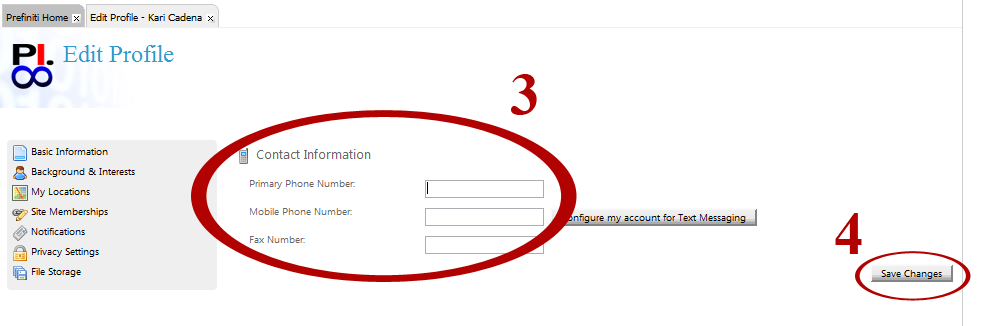 Prefiniti Home
Edit Profile - Kari Cadena
PI.
Edit Profile
3
Basic Information
Background & Interests
My Locations
Site Memberships
Notifications
Privacy Settings
File Storage
Contact Information
Primary Phone Number:
Mobile Phone Number:
onfigure my account for Text Messaging
Fax Number:
4
Save Changes